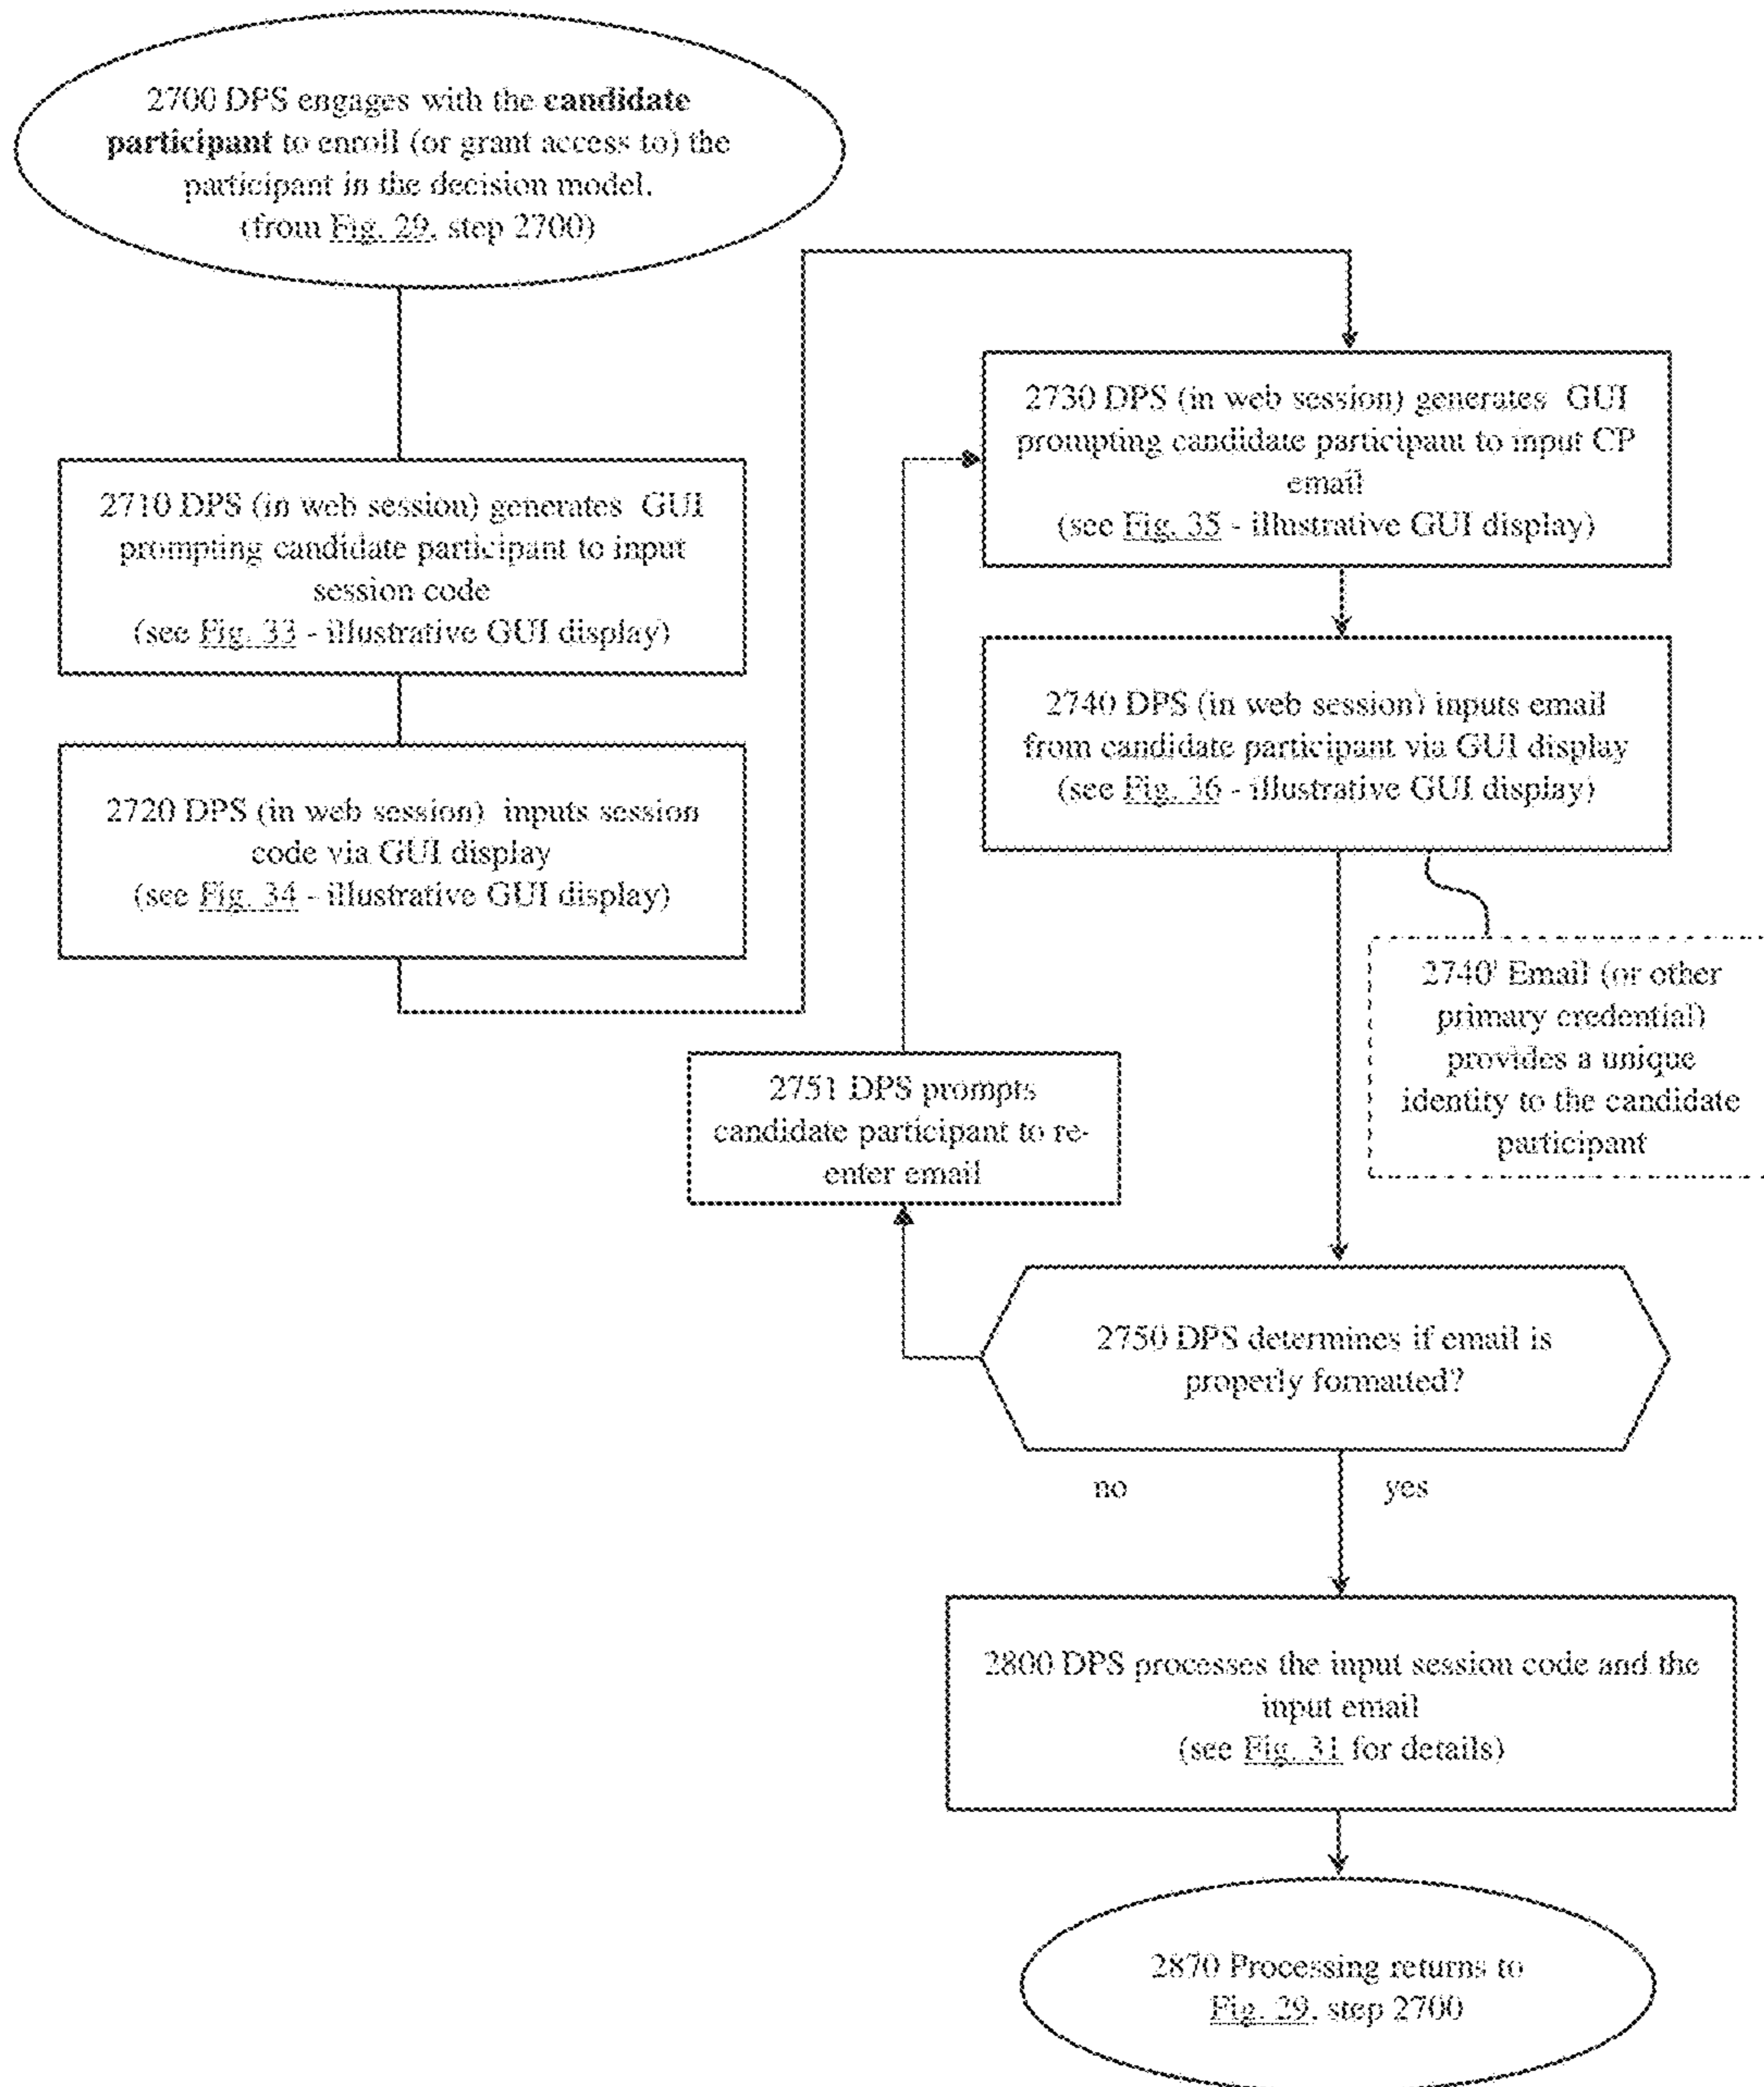 2700 DPS engages with the candidate
participant to enroll (or grant access to) the
participant in the decision model.
(from Fig. 29, step 2700)
2710 DPS (in web session) generates GUI
prompting candidate participant to input
session code
(see Fig. 33 - illustrative GUI display)
2720 DPS (in web session) inputs session
code via GUI display
(see Fig. 34 - illustrative GUI display)
2730 DPS (in web session) generates GUI
prompting candidate participant to input CP
email
(see Fig. 35 - illustrative GUI display)
2740 DPS (in web session) inputs email
from candidate participant via GUI display
(see Fig. 36 - illustrative GUI display)
2740' Email (or other
primary credential)
provides a unique
identity to the candidate
participant
2751 DPS prompts
candidate participant to re-
enter email
2750 DPS determines if email is
properly formatted?
no
yes
2800 DPS processes the input session code and the
input email
(see Fig. 31 for details)
2870 Processing returns to
Fig. 29, step 2700